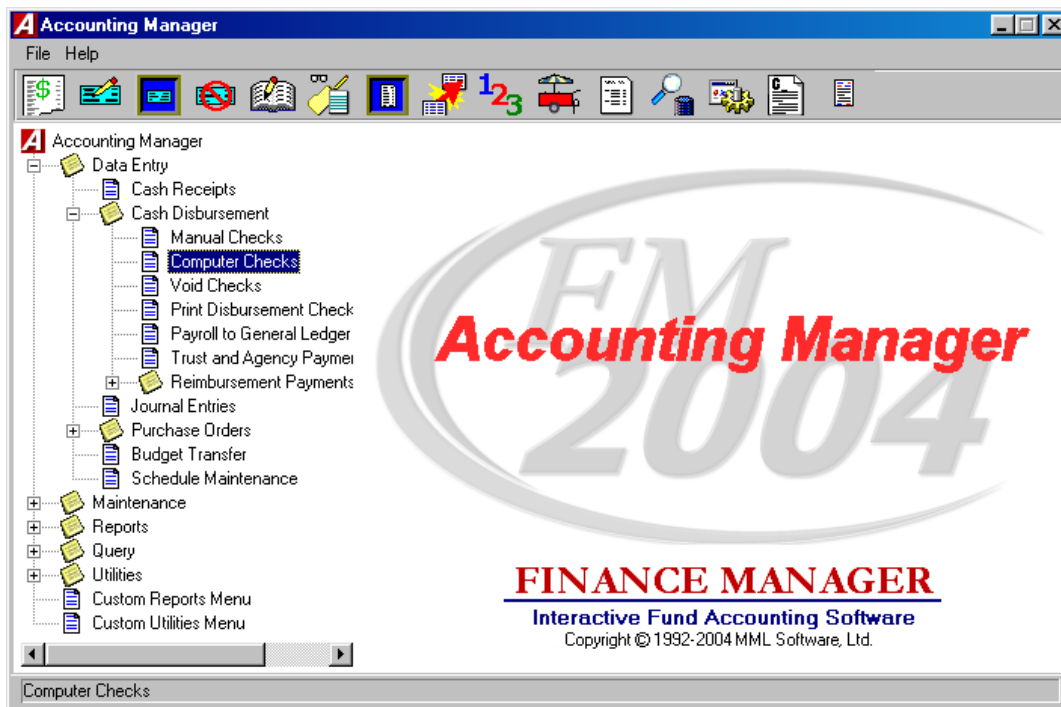 Accounting Manager
File Help
123
Accounting Manager
Data Entry
Cash Receipts
Cash Disbursement
Manual Checks
Computer Checks
Void Checks
Print Disbursement Check
Payroll to General Ledger
Trust and Agency Paymer
Reimbursement Payments
Journal Entries
Purchase Orders
Budget Transfer
Schedule Maintenance
Maintenance
Reports
Query
Utilities
Custom Reports Menu
Custom Utilities Menu
FM
Accounting Manager
2004
FINANCE MANAGER
Interactive Fund Accounting Software
Copyright © 1992-2004 MML Software, Ltd.
Computer Checks